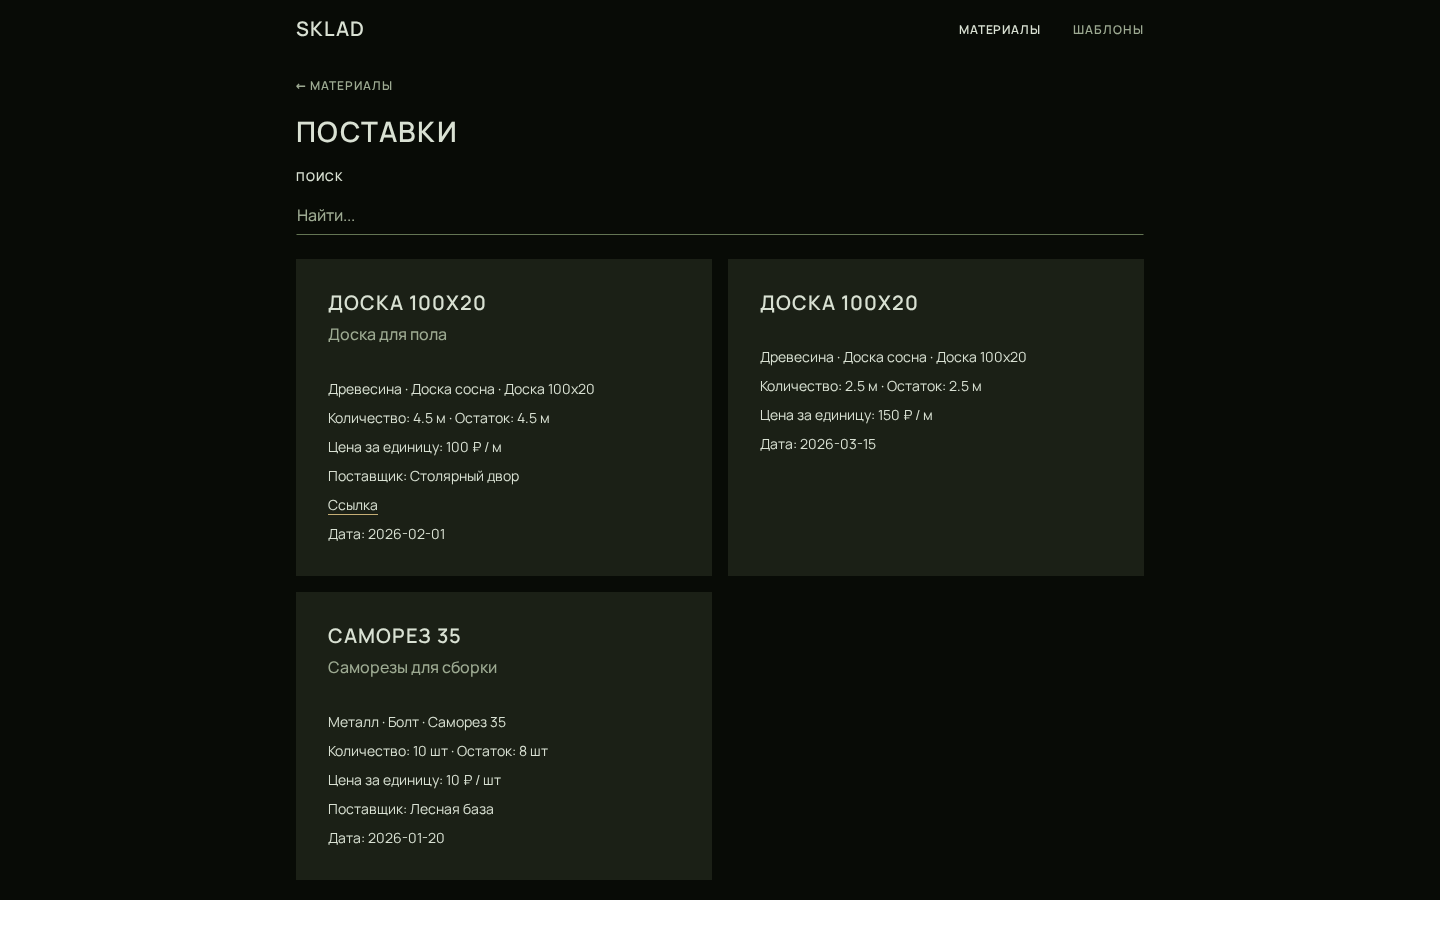 SKLAD
МАТЕРИАЛЫ ШАБЛОНЫ
← МАТЕРИАЛЫ
ПОСТАВКИ
ПОИСК
Найти...
ДОСКА 100X20
Доска для пола
Древесина · Доска сосна · Доска 100x20
Количество: 4.5 м · Остаток: 4.5 м
Цена за единицу: 100 ₽ / м
Поставщик: Столярный двор
Ссылка
Дата: 2026-02-01
ДОСКА 100X20
Древесина · Доска сосна · Доска 100x20
Количество: 2.5 м · Остаток: 2.5 м
Цена за единицу: 150 ₽ / м
Дата: 2026-03-15
САМОРЕЗ 35
Саморезы для сборки
Металл · Болт · Саморез 35
Количество: 10 шт · Остаток: 8 шт
Цена за единицу: 10 ₽ / шт
Поставщик: Лесная база
Дата: 2026-01-20